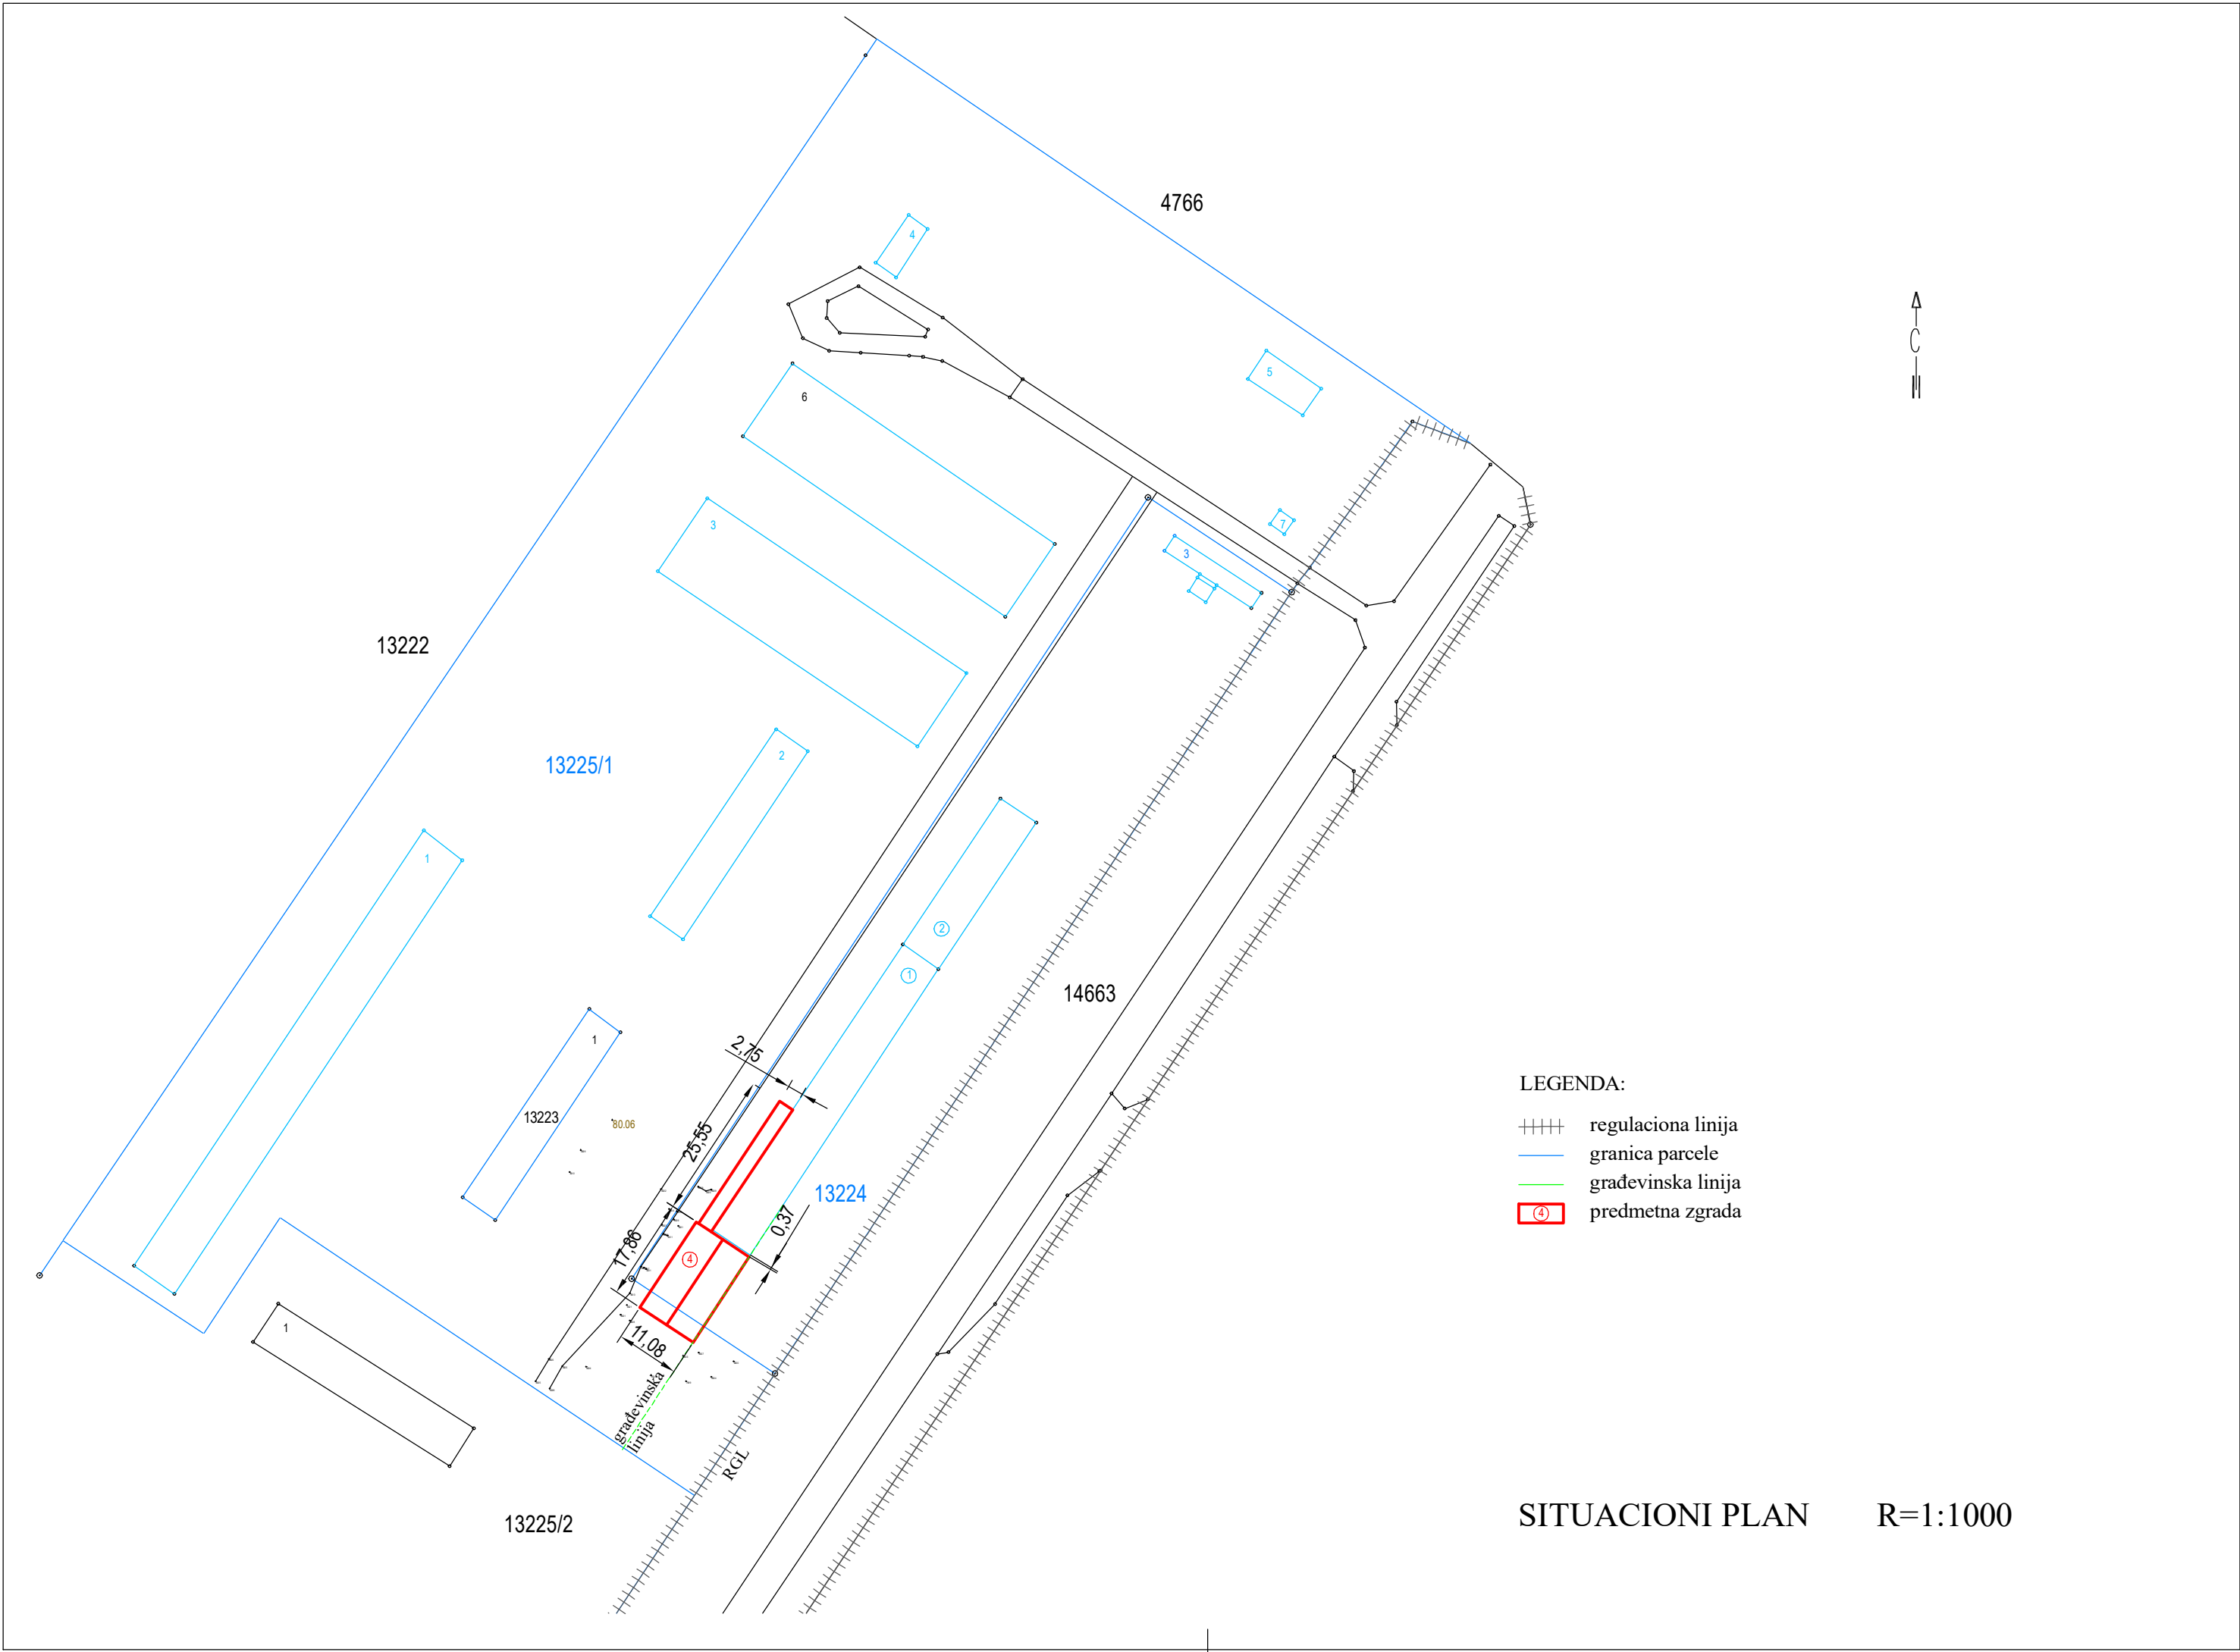 4766
4
5
6
7
3
3
13222
13225/1
2
1
2
1
14663
1
13223
80.06
2,75
25,55
13224
0,37
17,86
4
11,08
građevinska
linija
RGL
1
13225/2
С
LEGENDA:
regulaciona linija
granica parcele
građevinska linija
4 predmetna zgrada
SITUACIONI PLAN R=1:1000